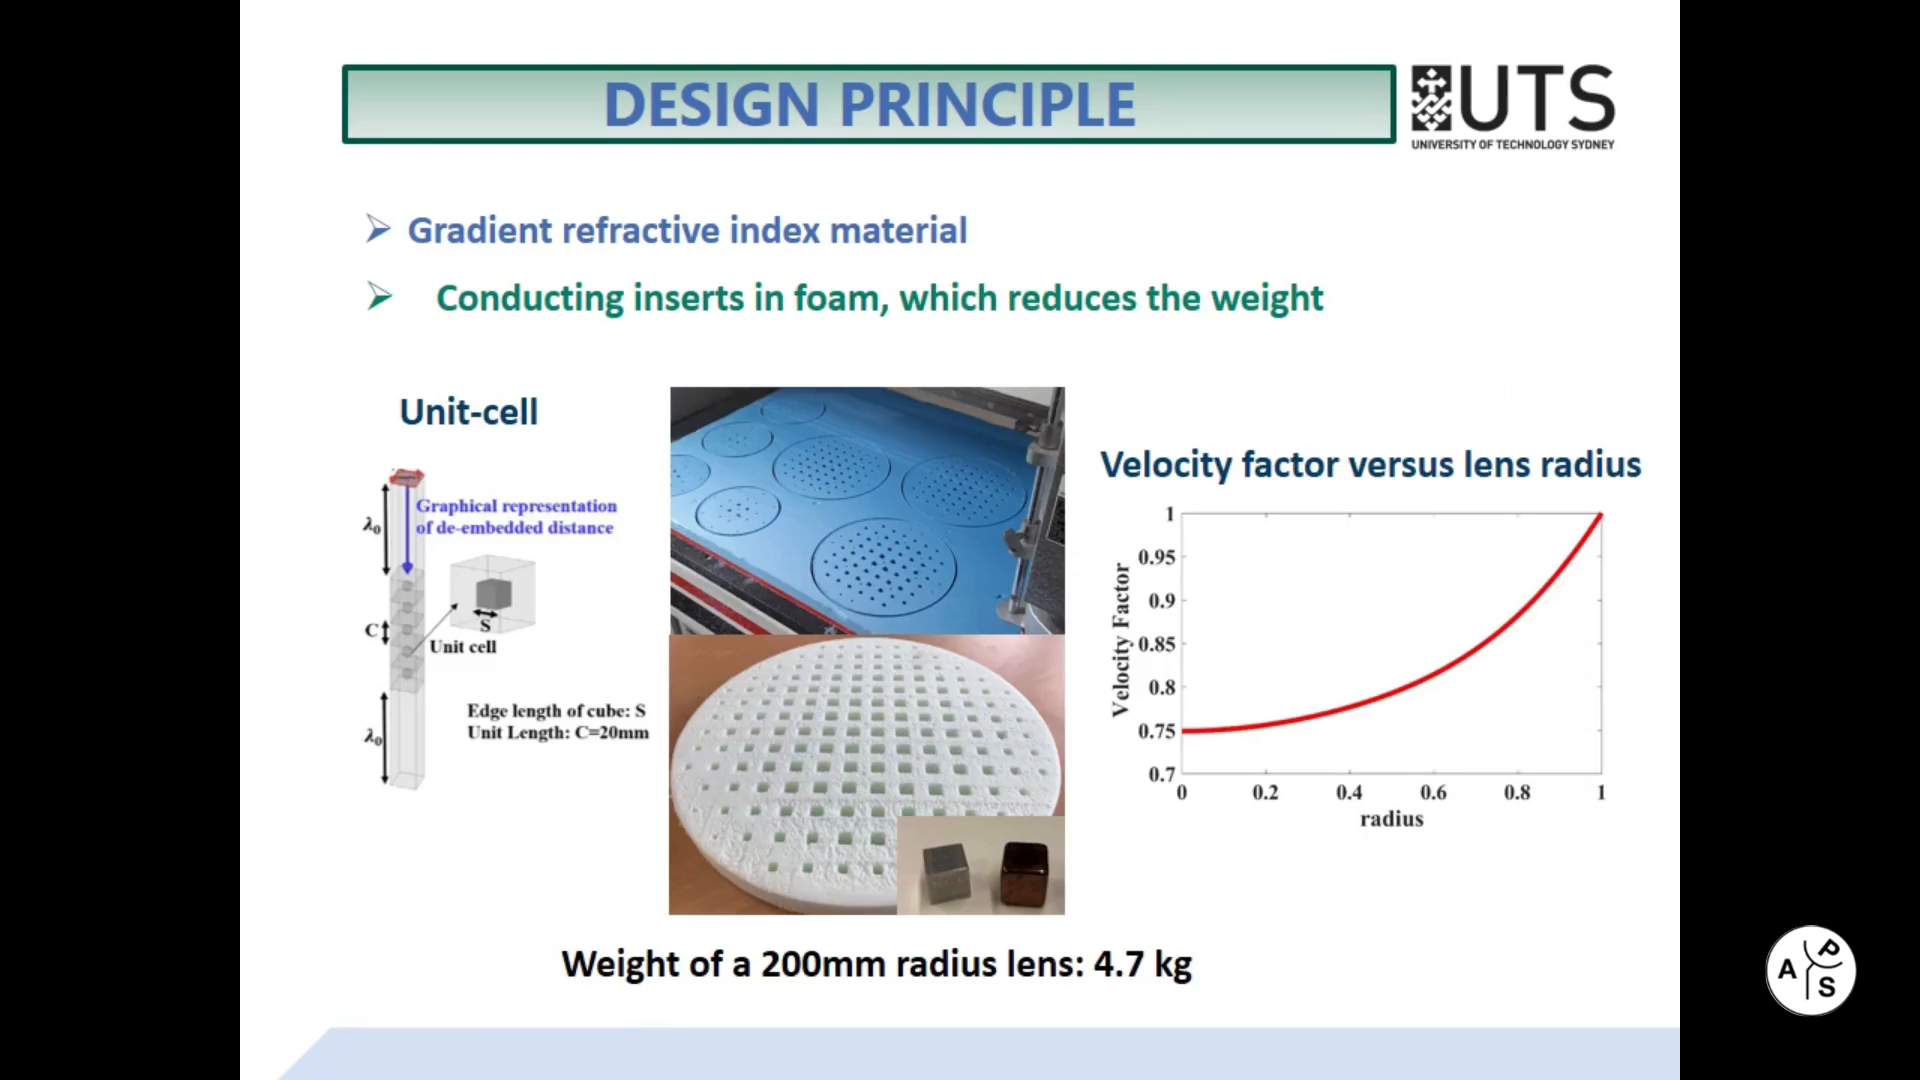 DESIGN PRINCIPLE
UTS
UNIVERSITY OF TECHNOLOGY SYDNEY
Gradient refractive index material
Conducting inserts in foam, which reduces the weight
Unit-cell
λ0
Graphical representation
of de-embedded distance
S
C
Unit cell
Edge length of cube: S
Unit Length: C=20mm
λ0
Velocity factor versus lens radius
Velocity Factor
1
0.95
0.9
0.85
0.8
0.75
0.7
0
0.2
0.4
0.6
0.8
1
radius
Weight of a 200mm radius lens: 4.7 kg
A P S